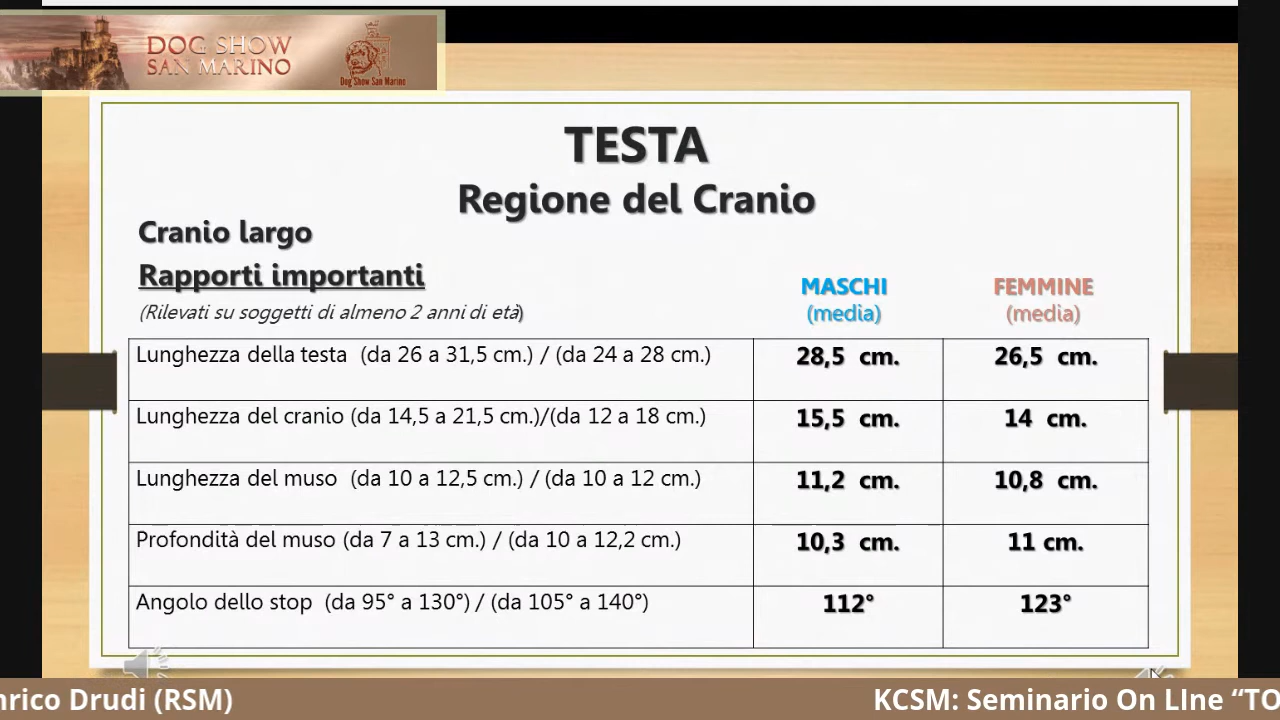 DOG SHOW
SAN MARINO
Dog Show San Marino
TESTA
Regione del Cranio
Cranio largo
Rapporti importanti
(Rilevati su soggetti di almeno 2 anni di età)
MASCHI
(media)
FEMMINE
(media)
Lunghezza della testa (da 26 a 31,5 cm.) / (da 24 a 28 cm.) 28,5 cm. 26,5 cm.
Lunghezza del cranio (da 14,5 a 21,5 cm.)/(da 12 a 18 cm.) 15,5 cm. 14 cm.
Lunghezza del muso (da 10 a 12,5 cm.) / (da 10 a 12 cm.) 11,2 cm. 10,8 cm.
Profondità del muso (da 7 a 13 cm.) / (da 10 a 12,2 cm.) 10,3 cm. 11 cm.
Angolo dello stop (da 95° a 130°) / (da 105° a 140°) 112° 123°
nrico Drudi (RSM) KCSM: Seminario On LIne “TO